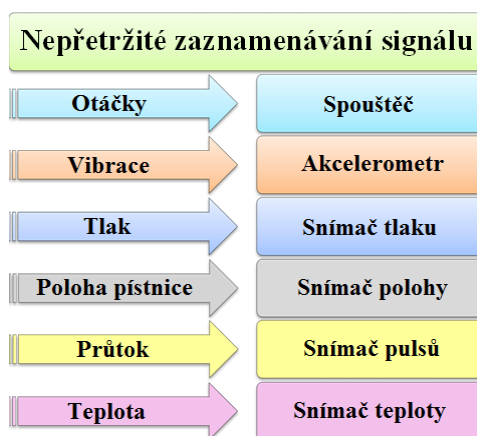 Nepřetržité zaznamenávání signálu
Otáčky
Spouštěč
Vibrace
Akcelerometr
Tlak
Snímač tlaku
Poloha pístnice
Snímač polohy
Průtok
Snímač pulsů
Teplota
Snímač teploty